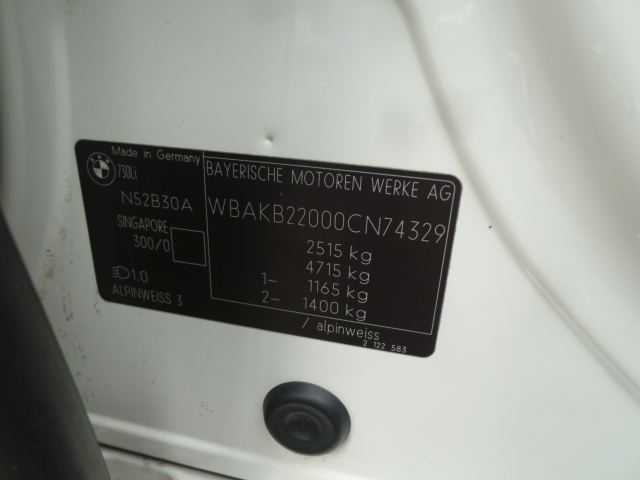 BMW
Made in Germany
730Li
N52B30A
SINGAPORE
300/0
1.0
ALPINWEISS 3
BAYERISCHE MOTOREN WERKE AG
WBAKB22000CN74329
2515 kg
4715 kg
1– 1165 kg
2– 1400 kg
/ alpinweiss
2 122 583